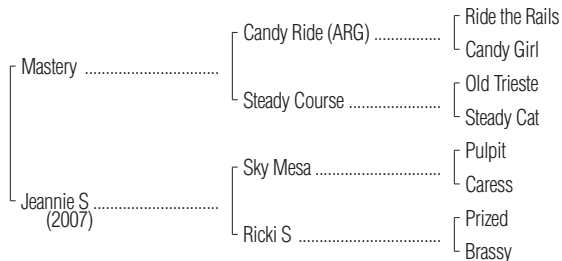 Ride the Rails
Candy Ride (ARG) ..................
Candy Girl
Mastery ....................................
Old Trieste
Steady Course .........................
Steady Cat
Pulpit
Sky Mesa ..................................
Caress
Jeannie S ..................................
(2007)
Prized
Ricki S ......................................
Brassy